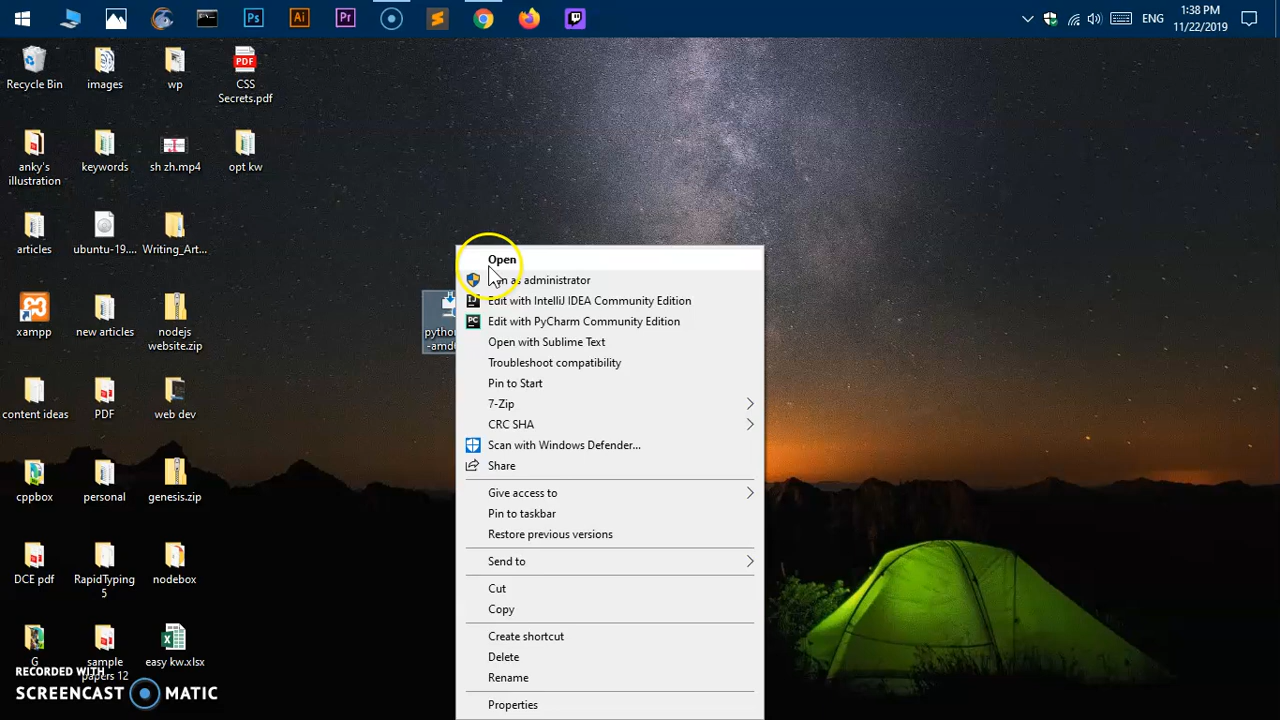 Ps
Ai
Pr
ENG
1:38 PM
11/22/2019
Recycle Bin
images
wp
PDF
CSS
Secrets.pdf
anky's
illustration
keywords
sh zh.mp4
opt kw
articles
ubuntu-19....
Writing_Art...
xampp
new articles
nodejs
website.zip
content ideas
PDF
web dev
cppbox
personal
genesis.zip
DCE pdf
RapidTyping
5
nodebox
G
sample
papers 12
easy kw.xlsx
python
Open
as administrator
Edit with IntelliJ IDEA Community Edition
Edit with PyCharm Community Edition
Open with Sublime Text
Troubleshoot compatibility
Pin to Start
7-Zip
CRC SHA
Scan with Windows Defender...
Share
Give access to
Pin to taskbar
Restore previous versions
Send to
Cut
Copy
Create shortcut
Delete
Rename
Properties
RECORDED WITH
SCREENCAST MATIC